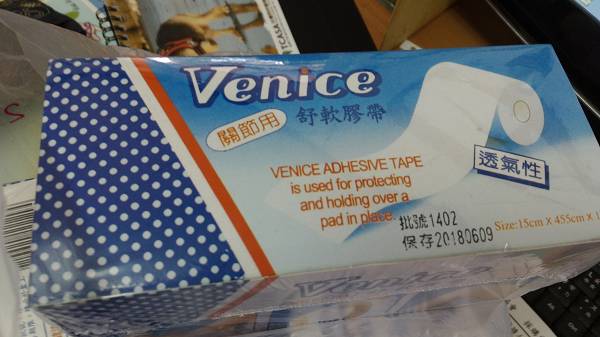 Venice
關節用
舒軟膠帶
透氣性
VENICE ADHESIVE TAPE
is used for protecting
and holding over a
pad in place.
批號1402
保存20180609
Size:15cm X 455cm X 1
Venice